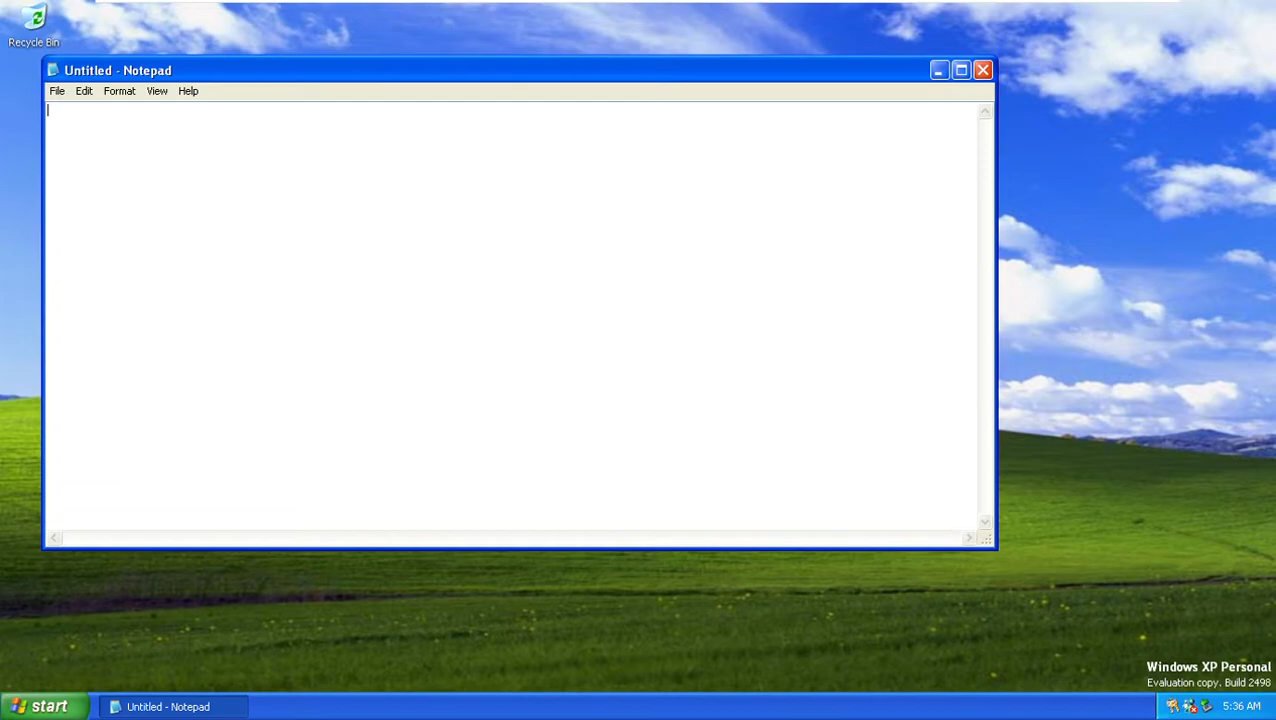 Recycle Bin
Untitled - Notepad
File Edit Format View Help
Windows XP Personal
Evaluation copy. Build 2498
start
Untitled - Notepad
5:36 AM